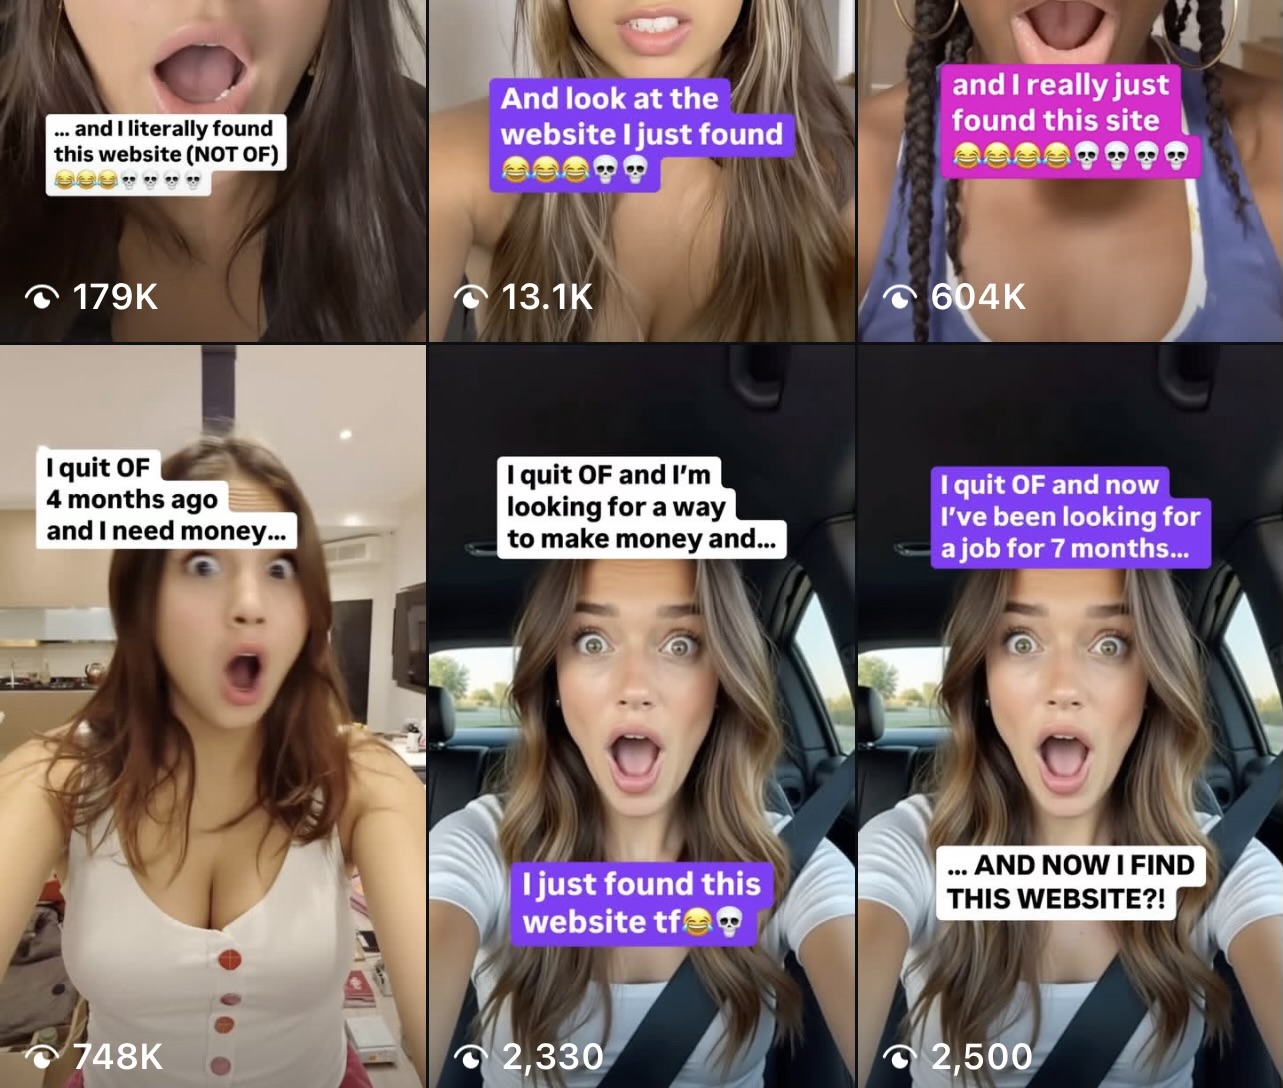 ... and I literally found
this website (NOT OF)
😂😂😂💀💀💀💀
179K
And look at the
website I just found
😂😂😂💀💀
13.1K
and I really just
found this site
😂😂😂😂💀💀💀💀
604K
I quit OF
4 months ago
and I need money...
748K
I quit OF and I'm
looking for a way
to make money and...
I just found this
website tf😂💀
2,330
I quit OF and now
I've been looking for
a job for 7 months...
... AND NOW I FIND
THIS WEBSITE?!
2,500